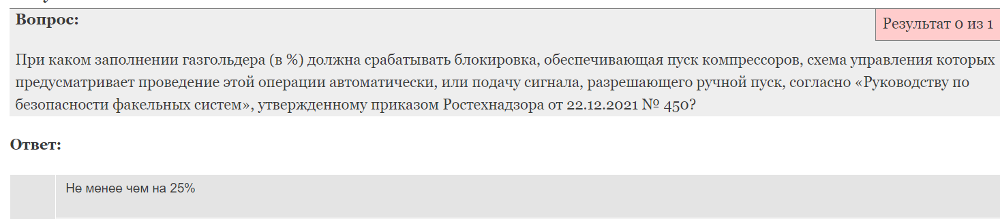 Вопрос:
Результат 0 из 1
При каком заполнении газгольдера (в %) должна срабатывать блокировка, обеспечивающая пуск компрессоров, схема управления которых
предусматривает проведение этой операции автоматически, или подачу сигнала, разрешающего ручной пуск, согласно «Руководству по
безопасности факельных систем», утвержденному приказом Ростехнадзора от 22.12.2021 № 450?
Ответ:
Не менее чем на 25%